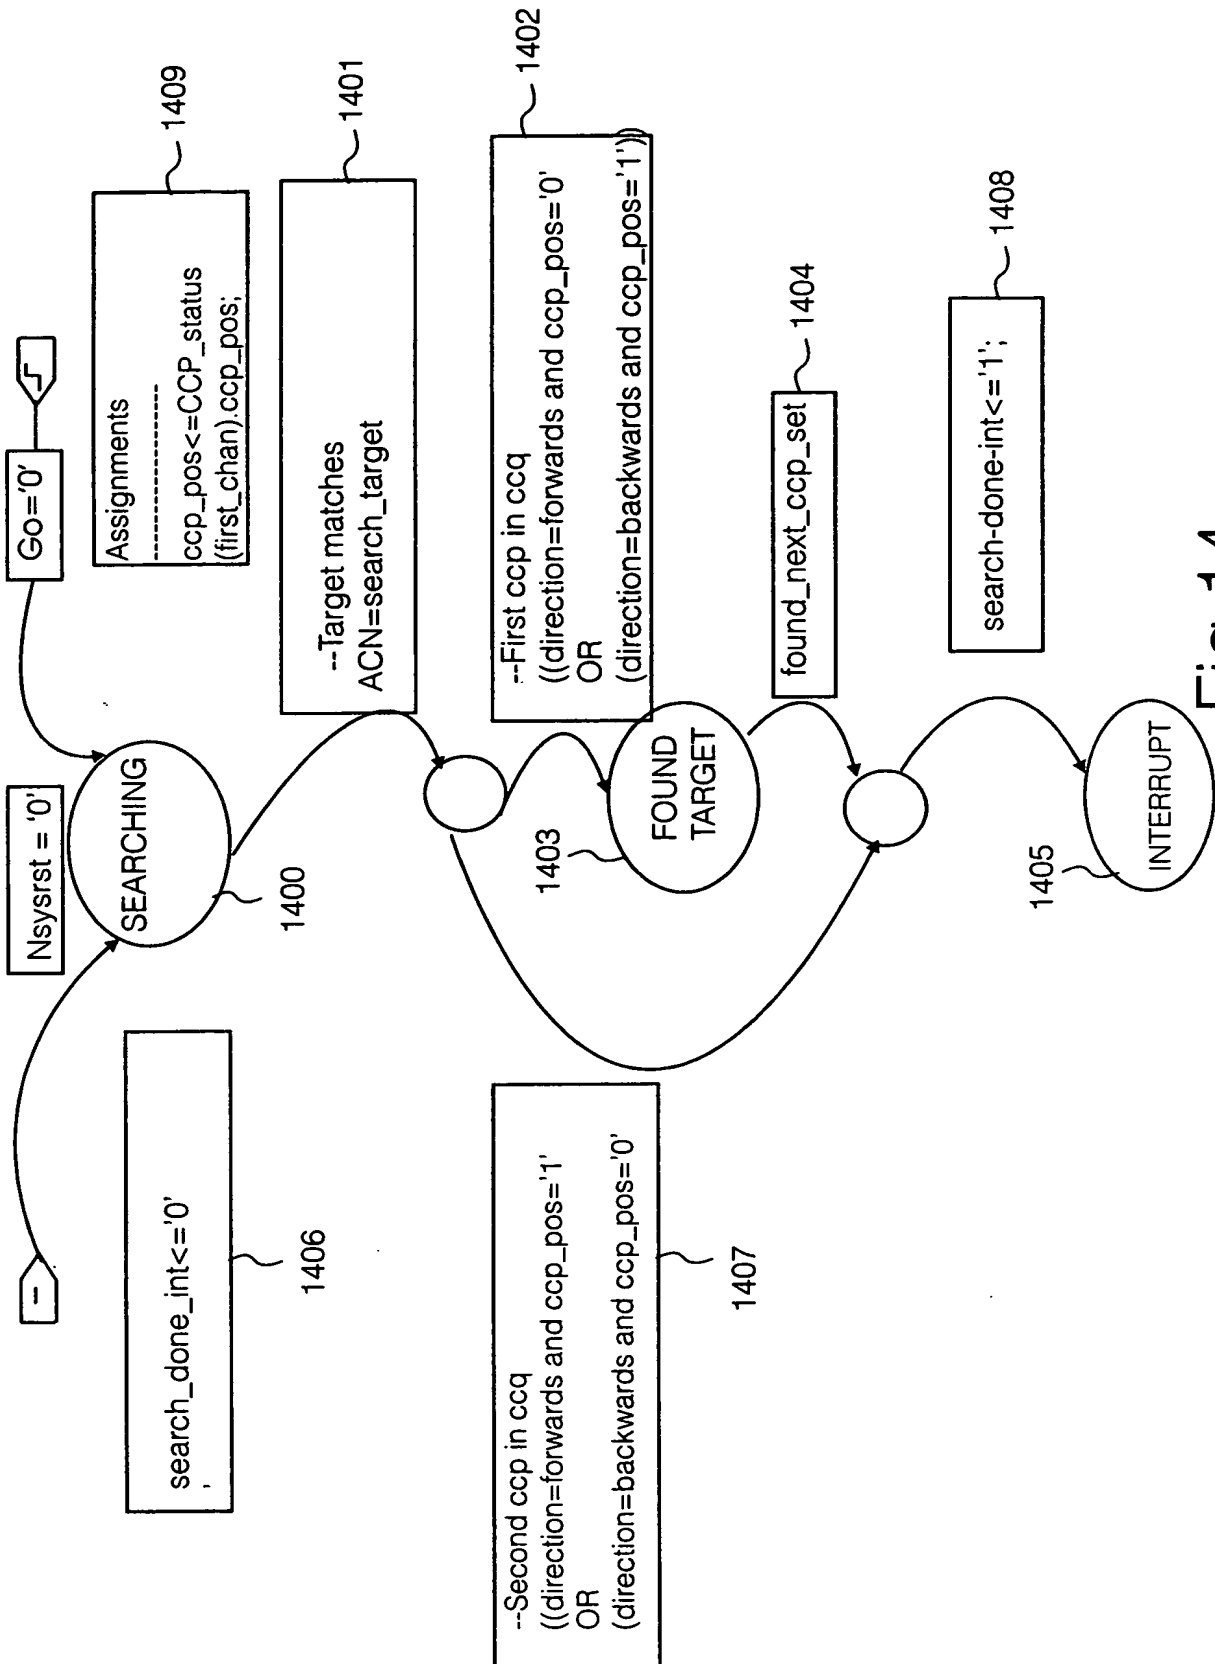 Nsysrst = '0'
Go='0'
SEARCHING
1400
search_done_int<='0'
,
1406
Assignments
----------------
ccp_pos<=CCP_status
(first_chan).ccp_pos;
1409
--Target matches
ACN=search_target
1401
--First ccp in ccq
((direction=forwards and ccp_pos='0'
OR
(direction=backwards and ccp_pos='1'))
1402
--Second ccp in ccq
((direction=forwards and ccp_pos='1'
OR
(direction=backwards and ccp_pos='0'
1407
FOUND
TARGET
1403
found_next_ccp_set
1404
search-done-int<='1';
1408
INTERRUPT
1405